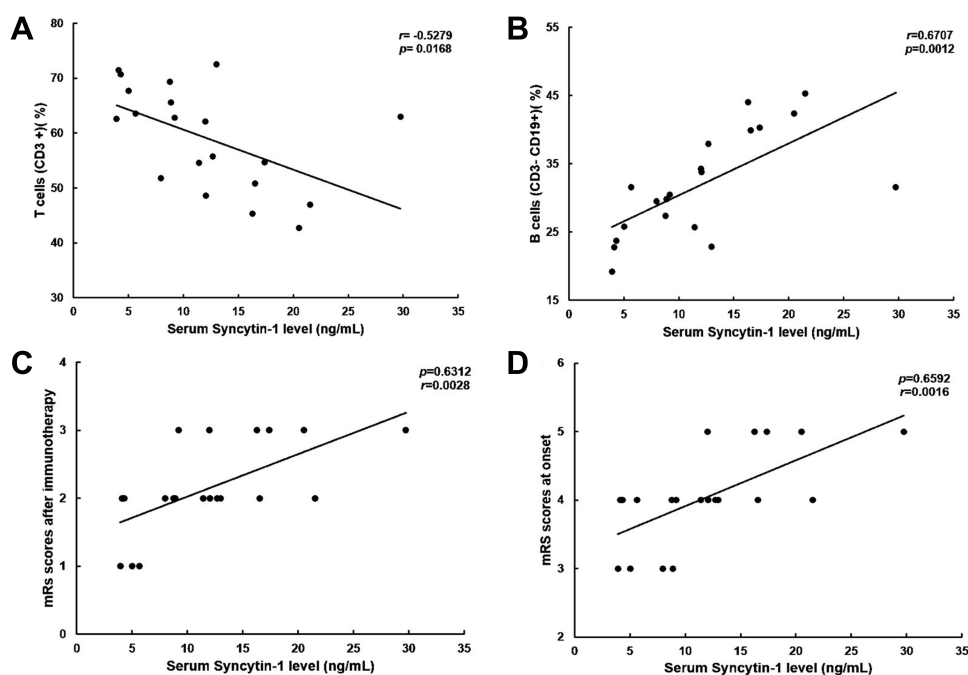 A
r= -0.5279
p= 0.0168
80
70
60
50
40
30
T cells (CD3 +)( %)
0 5 10 15 20 25 30 35
Serum Syncytin-1 level (ng/mL)
B
r=0.6707
p=0.0012
55
45
35
25
15
B cells (CD3- CD19+)( %)
0 5 10 15 20 25 30 35
Serum Syncytin-1 level (ng/mL)
C
p=0.6312
r=0.0028
4
3
2
1
0
mRs scores after immunotherapy
0 5 10 15 20 25 30 35
Serum Syncytin-1 level (ng/mL)
D
p=0.6592
r=0.0016
6
5
4
3
2
mRS scores at onset
0 5 10 15 20 25 30 35
Serum Syncytin-1 level (ng/mL)